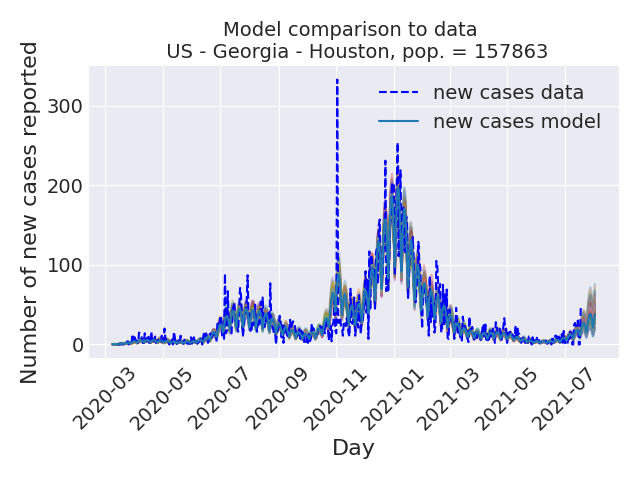 Model comparison to data
US - Georgia - Houston, pop. = 157863
Number of new cases reported
300
200
100
0
new cases data
new cases model
2020-03
2020-05
2020-07
2020-09
2020-11
2021-01
2021-03
2021-05
2021-07
Day